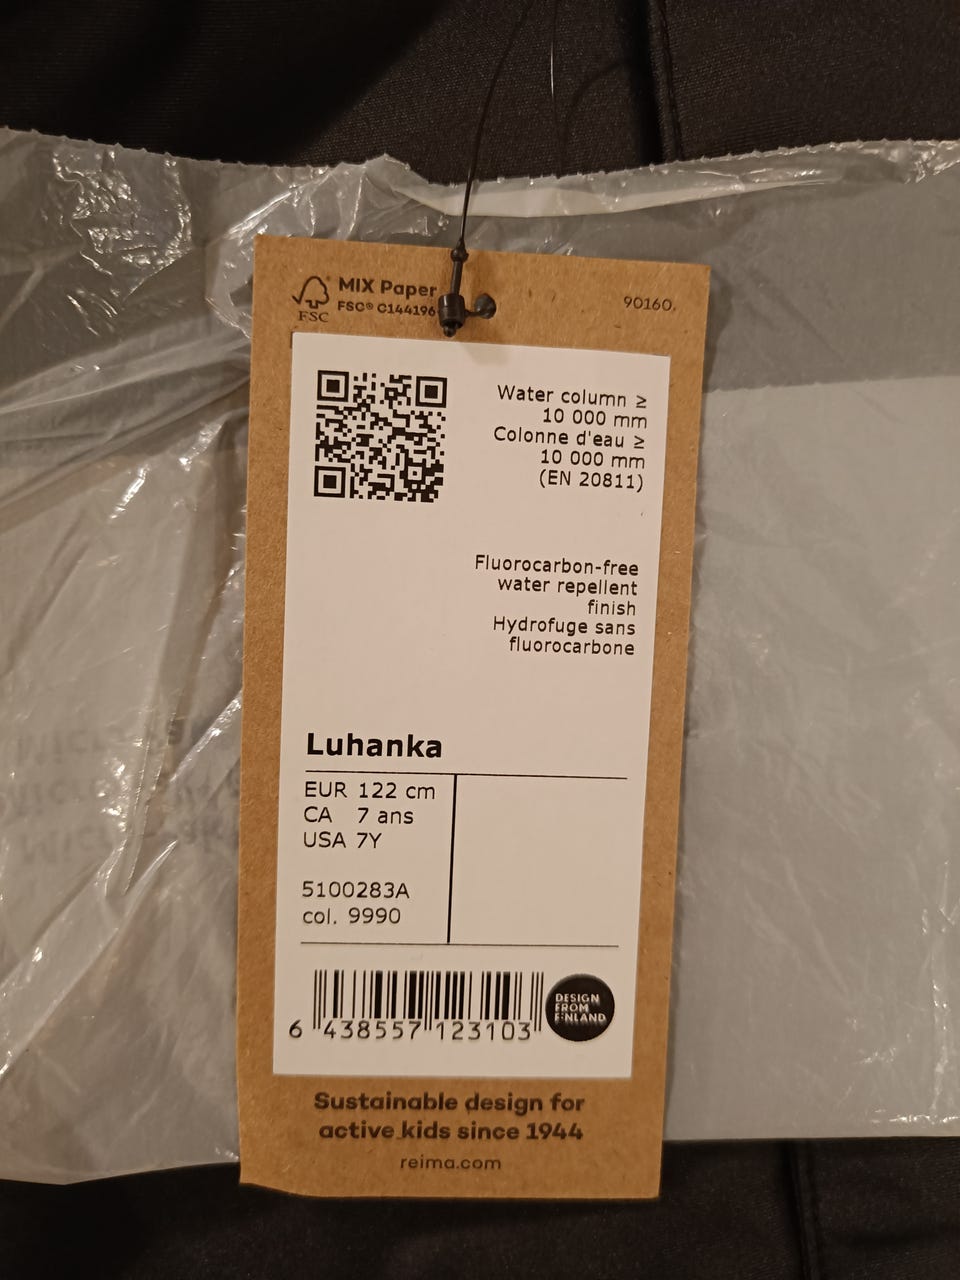 MIX Paper
FSC® C144196
FSC
90160.
Water column ≥
10 000 mm
Colonne d'eau ≥
10 000 mm
(EN 20811)
Fluorocarbon-free
water repellent
finish
Hydrofuge sans
fluorocarbone
Luhanka
EUR 122 cm
CA 7 ans
USA 7Y
5100283A
col. 9990
6 438557 123103
DESIGN
FROM
FINLAND
Sustainable design for
active kids since 1944
reima.com